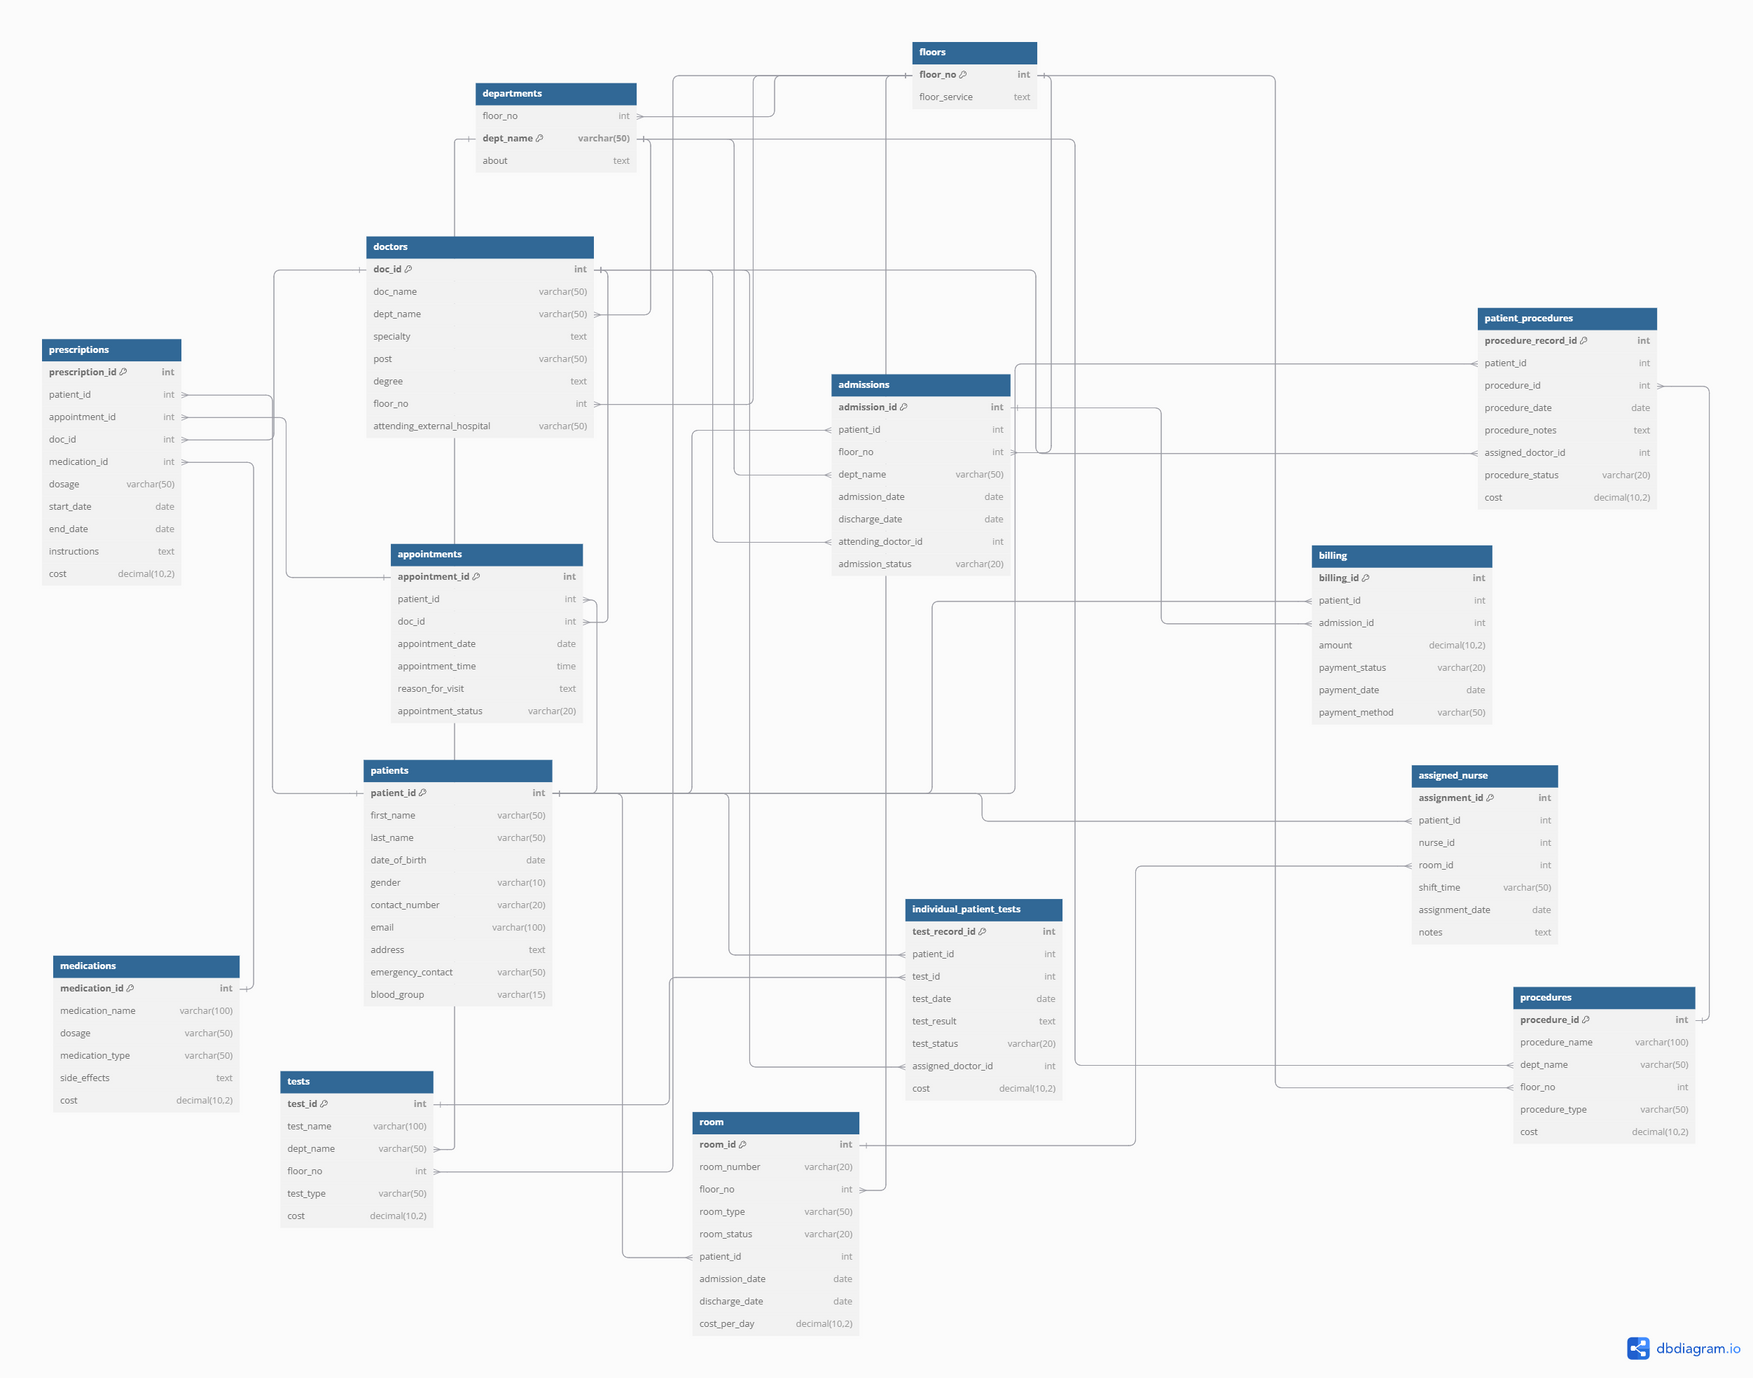 floors
floor_no int
floor_service text
departments
floor_no int
dept_name varchar(50)
about text
doctors
doc_id int
doc_name varchar(50)
dept_name varchar(50)
specialty text
post varchar(50)
degree text
floor_no int
attending_external_hospital varchar(50)
patient_procedures
procedure_record_id int
patient_id int
procedure_id int
procedure_date date
procedure_notes text
assigned_doctor_id int
procedure_status varchar(20)
cost decimal(10,2)
prescriptions
prescription_id int
patient_id int
appointment_id int
doc_id int
medication_id int
dosage varchar(50)
start_date date
end_date date
instructions text
cost decimal(10,2)
admissions
admission_id int
patient_id int
floor_no int
dept_name varchar(50)
admission_date date
discharge_date date
attending_doctor_id int
admission_status varchar(20)
appointments
appointment_id int
patient_id int
doc_id int
appointment_date date
appointment_time time
reason_for_visit text
appointment_status varchar(20)
billing
billing_id int
patient_id int
admission_id int
amount decimal(10,2)
payment_status varchar(20)
payment_date date
payment_method varchar(50)
patients
patient_id int
first_name varchar(50)
last_name varchar(50)
date_of_birth date
gender varchar(10)
contact_number varchar(20)
email varchar(100)
address text
emergency_contact varchar(50)
blood_group varchar(15)
assigned_nurse
assignment_id int
patient_id int
nurse_id int
room_id int
shift_time varchar(50)
assignment_date date
notes text
individual_patient_tests
test_record_id int
patient_id int
test_id int
test_date date
test_result text
test_status varchar(20)
assigned_doctor_id int
cost decimal(10,2)
medications
medication_id int
medication_name varchar(100)
dosage varchar(50)
medication_type varchar(50)
side_effects text
cost decimal(10,2)
procedures
procedure_id int
procedure_name varchar(100)
dept_name varchar(50)
floor_no int
procedure_type varchar(50)
cost decimal(10,2)
tests
test_id int
test_name varchar(100)
dept_name varchar(50)
floor_no int
test_type varchar(50)
cost decimal(10,2)
room
room_id int
room_number varchar(20)
floor_no int
room_type varchar(50)
room_status varchar(20)
patient_id int
admission_date date
discharge_date date
cost_per_day decimal(10,2)
dbdiagram.io